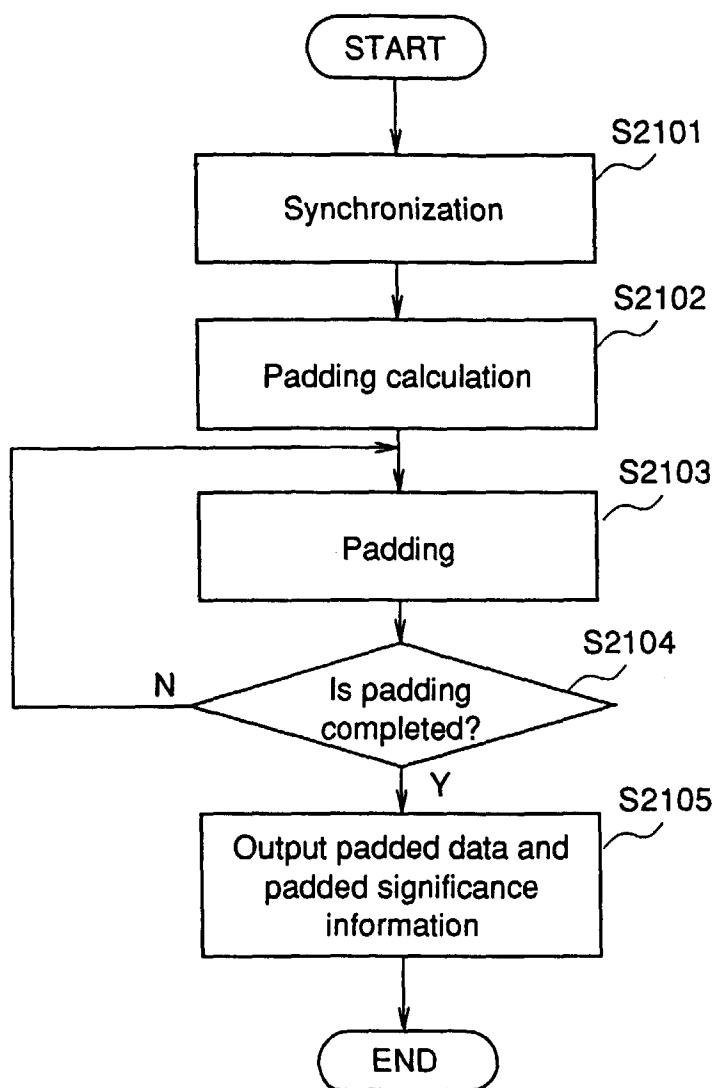 START
S2101
Synchronization
S2102
Padding calculation
S2103
Padding
S2104
N
Is padding
completed?
Y
S2105
Output padded data and
padded significance
information
END